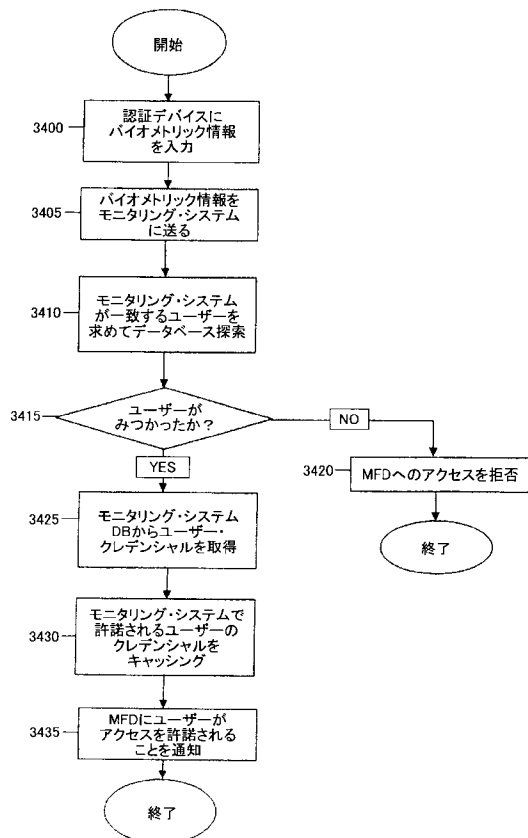 開始
3400
認証デバイスに
バイオメトリック情報
を入力
3405
バイオメトリック情報を
モニタリング・システム
に送る
3410
モニタリング・システム
が一致するユーザーを
求めてデータベース探索
3415
ユーザーが
みつかったか？
NO
YES
3420
MFDへのアクセスを拒否
終了
3425
モニタリング・システム
DBからユーザー・
クレデンシャルを取得
3430
モニタリング・システムで
許諾されるユーザーの
クレデンシャルを
キャッシング
3435
MFDにユーザーが
アクセスを許諾される
ことを通知
終了